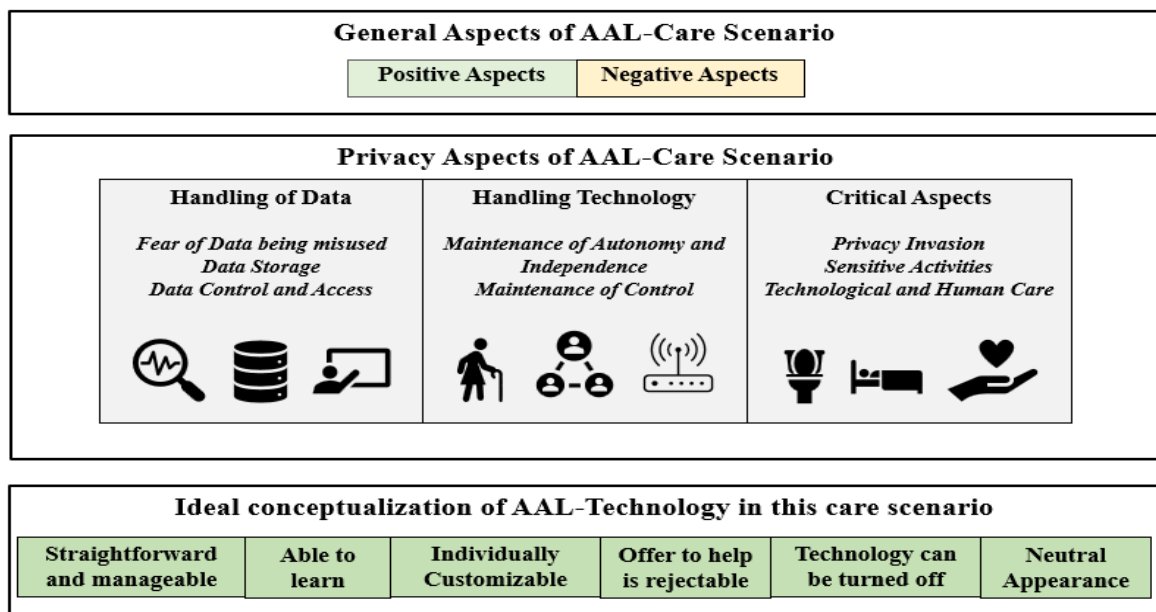 General Aspects of AAL-Care Scenario
Positive Aspects
Negative Aspects
Privacy Aspects of AAL-Care Scenario
Handling of Data
Fear of Data being misused
Data Storage
Data Control and Access
Handling Technology
Maintenance of Autonomy and
Independence
Maintenance of Control
Critical Aspects
Privacy Invasion
Sensitive Activities
Technological and Human Care
Ideal conceptualization of AAL-Technology in this care scenario
Straightforward
and manageable
Able to
learn
Individually
Customizable
Offer to help
is rejectable
Technology can
be turned off
Neutral
Appearance